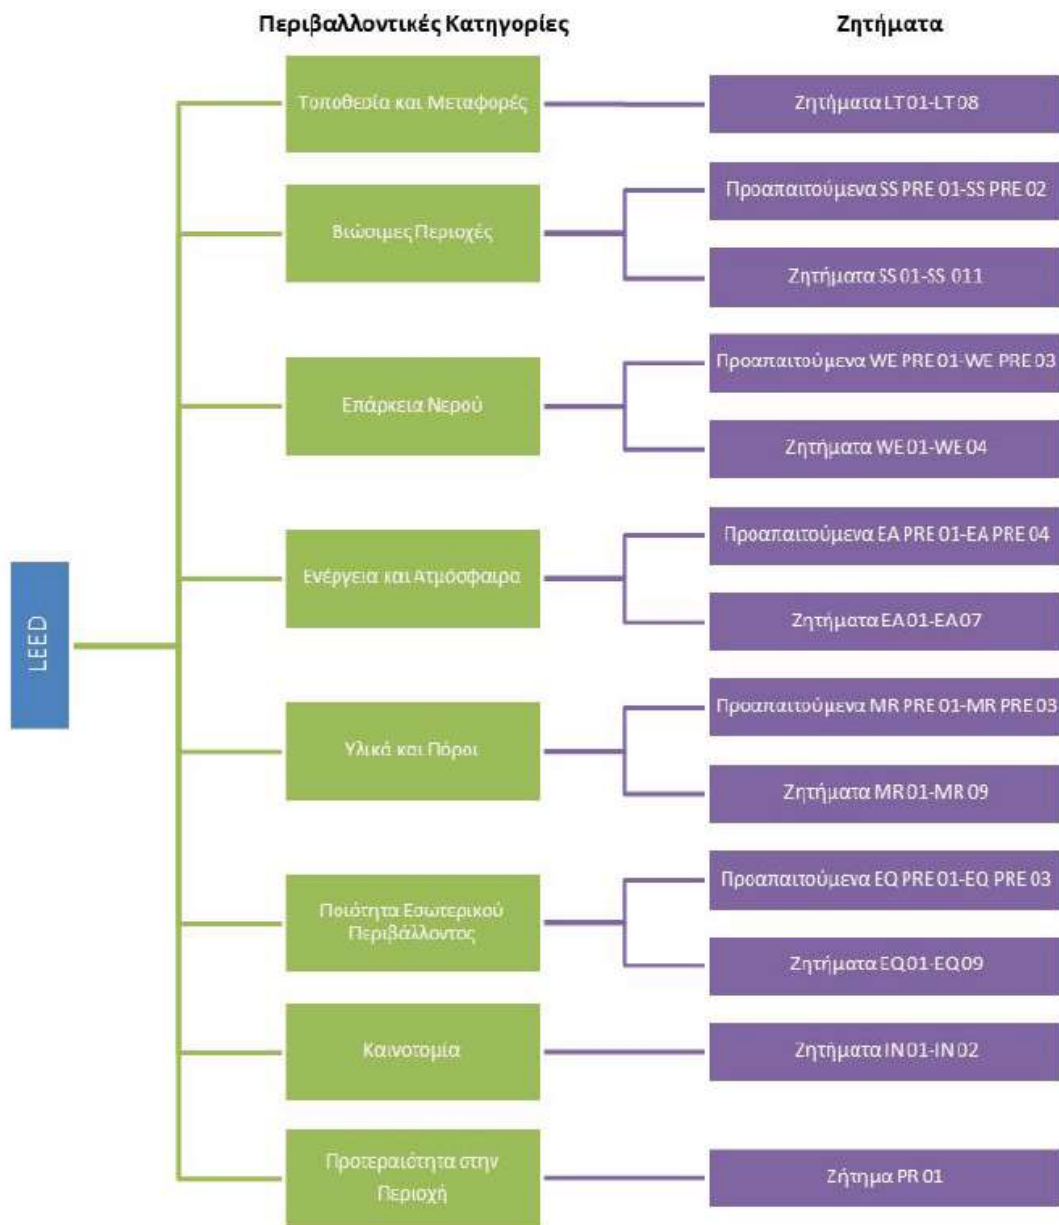 Περιβαλλοντικές Κατηγορίες
Ζητήματα
LEED
Τοποθεσία και Μεταφορές
Ζητήματα LT 01-LT 08
Βιώσιμες Περιοχές
Προαπαιτούμενα SS PRE 01-SS PRE 02
Ζητήματα SS 01-SS 011
Επάρκεια Νερού
Προαπαιτούμενα WE PRE 01-WE PRE 03
Ζητήματα WE 01-WE 04
Ενέργεια και Ατμόσφαιρα
Προαπαιτούμενα EA PRE 01-EA PRE 04
Ζητήματα EA 01-EA 07
Υλικά και Πόροι
Προαπαιτούμενα MR PRE 01-MR PRE 03
Ζητήματα MR 01-MR 09
Ποιότητα Εσωτερικού
Περιβάλλοντος
Προαπαιτούμενα EQ PRE 01-EQ PRE 03
Ζητήματα EQ 01-EQ 09
Καινοτομία
Ζητήματα IN 01-IN 02
Προτεραιότητα στην
Περιοχή
Ζήτημα PR 01